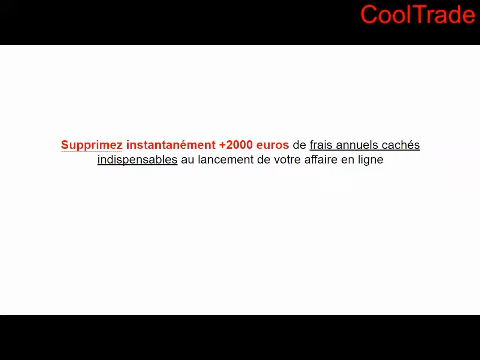 CoolTrade
Supprimez instantanément +2000 euros de frais annuels cachés
indispensables au lancement de votre affaire en ligne